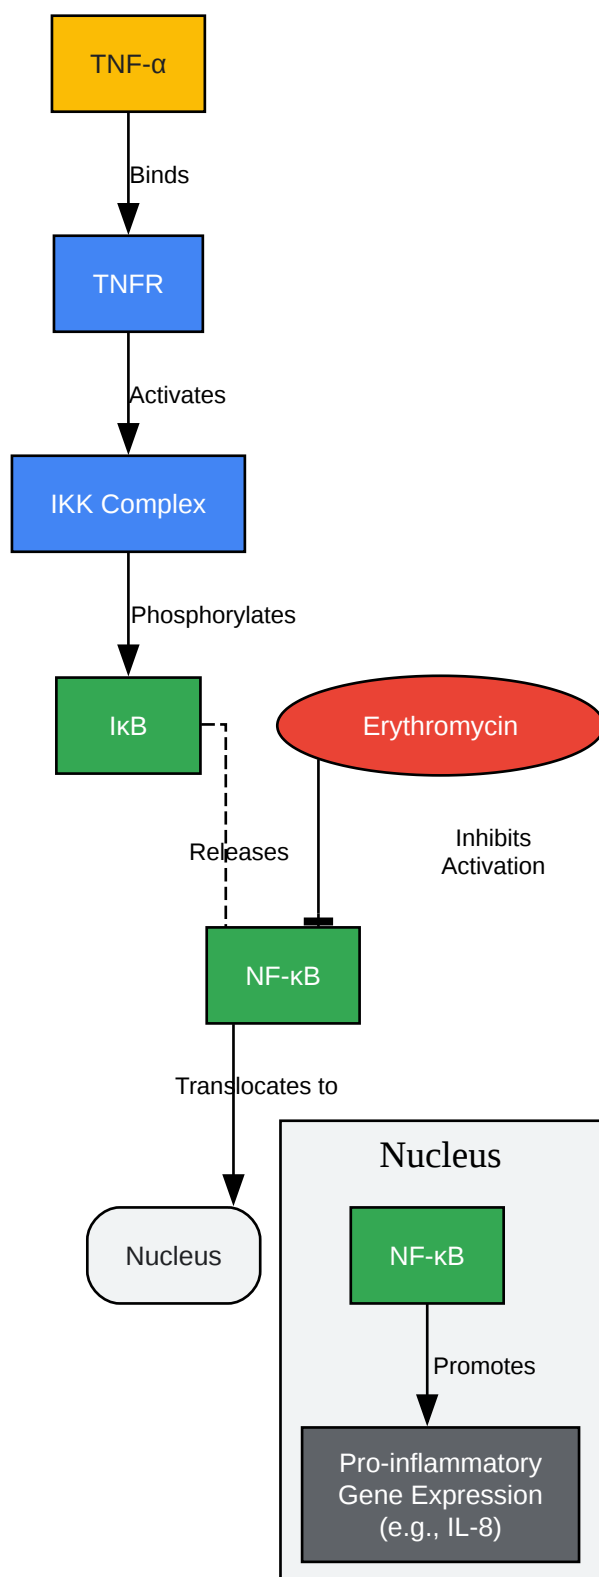 TNF-α
Binds
TNFR
Activates
IKK Complex
Phosphorylates
IκB
Erythromycin
Releases
Inhibits
Activation
NF-κB
Translocates to
Nucleus
Nucleus
NF-κB
Promotes
Pro-inflammatory
Gene Expression
(e.g., IL-8)